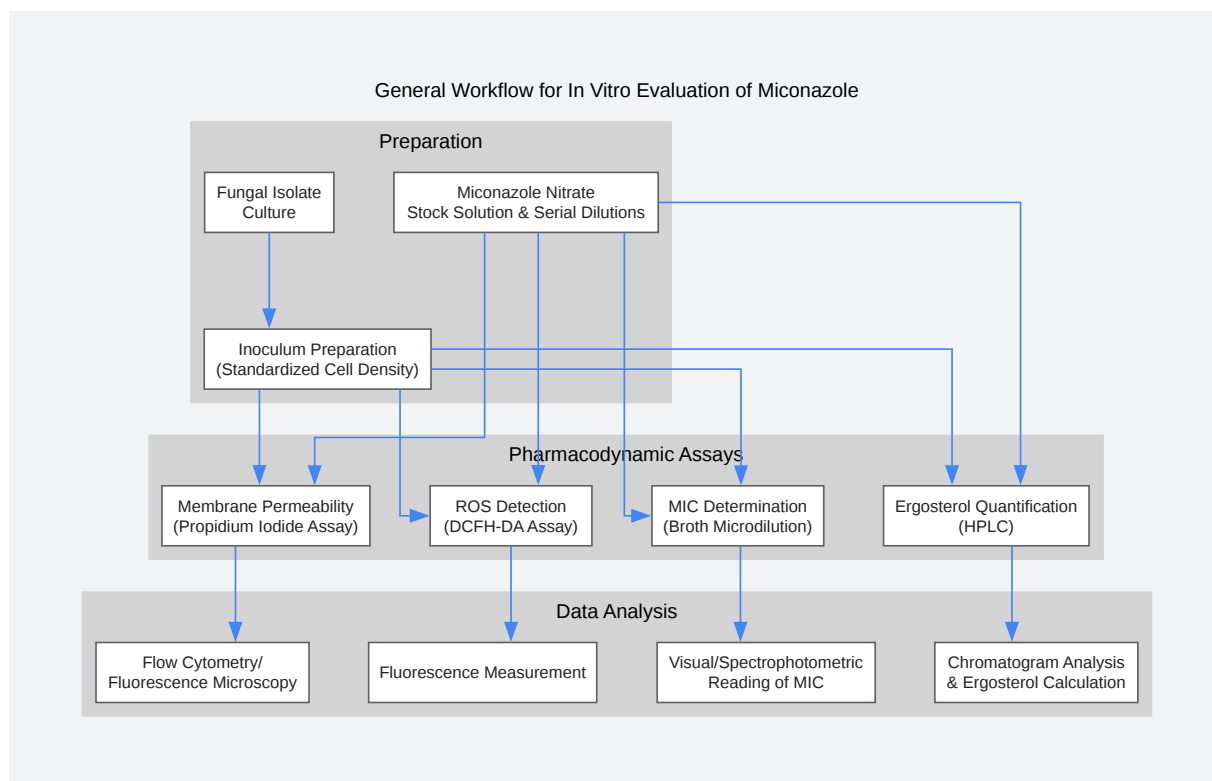 General Workflow for In Vitro Evaluation of Miconazole
Preparation
Fungal Isolate
Culture
Miconazole Nitrate
Stock Solution & Serial Dilutions
Inoculum Preparation
(Standardized Cell Density)
Pharmacodynamic Assays
Membrane Permeability
(Propidium Iodide Assay)
ROS Detection
(DCFH-DA Assay)
MIC Determination
(Broth Microdilution)
Ergosterol Quantification
(HPLC)
Data Analysis
Flow Cytometry/
Fluorescence Microscopy
Fluorescence Measurement
Visual/Spectrophotometric
Reading of MIC
Chromatogram Analysis
& Ergosterol Calculation